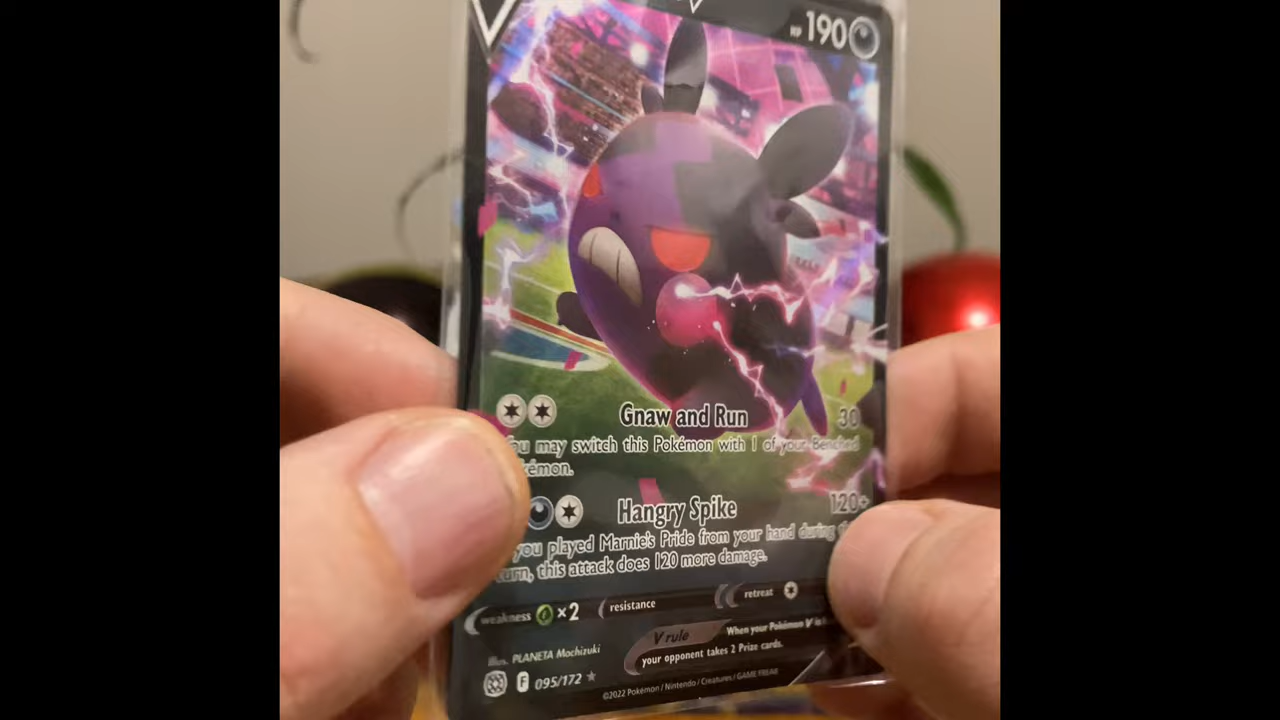 HP 190
Gnaw and Run 30
You may switch this Pokémon with 1 of your Benched
Pokémon.
Hangry Spike 120+
you played Marnie's Pride from your hand during
turn, this attack does 120 more damage.
weakness ×2 resistance retreat
V rule When your Pokémon V is
your opponent takes 2 Prize cards.
Illus. PLANETA Mochizuki
F 095/172 ★
©2022 Pokémon / Nintendo / Creatures / GAME FREAK